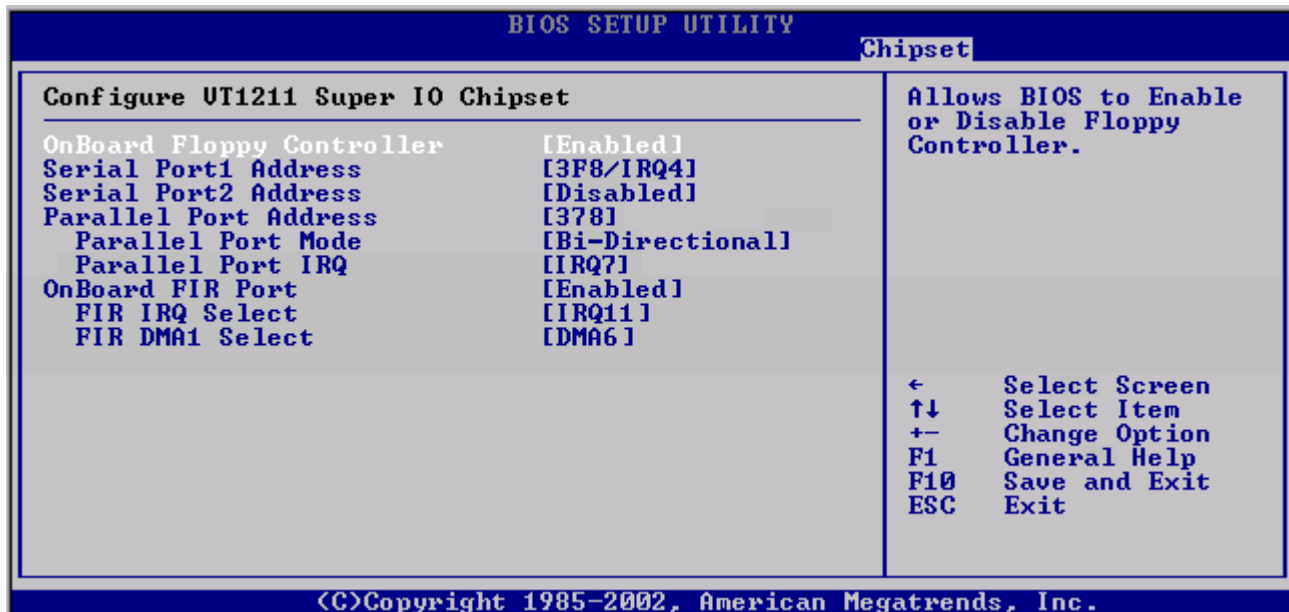 BIOS SETUP UTILITY
Chipset
Configure VT1211 Super IO Chipset
OnBoard Floppy Controller [Enabled]
Serial Port1 Address [3F8/IRQ4]
Serial Port2 Address [Disabled]
Parallel Port Address [378]
Parallel Port Mode [Bi-Directional]
Parallel Port IRQ [IRQ7]
OnBoard FIR Port [Enabled]
FIR IRQ Select [IRQ11]
FIR DMA1 Select [DMA6]
Allows BIOS to Enable
or Disable Floppy
Controller.
← Select Screen
↑↓ Select Item
+- Change Option
F1 General Help
F10 Save and Exit
ESC Exit
(C)Copyright 1985-2002, American Megatrends, Inc.